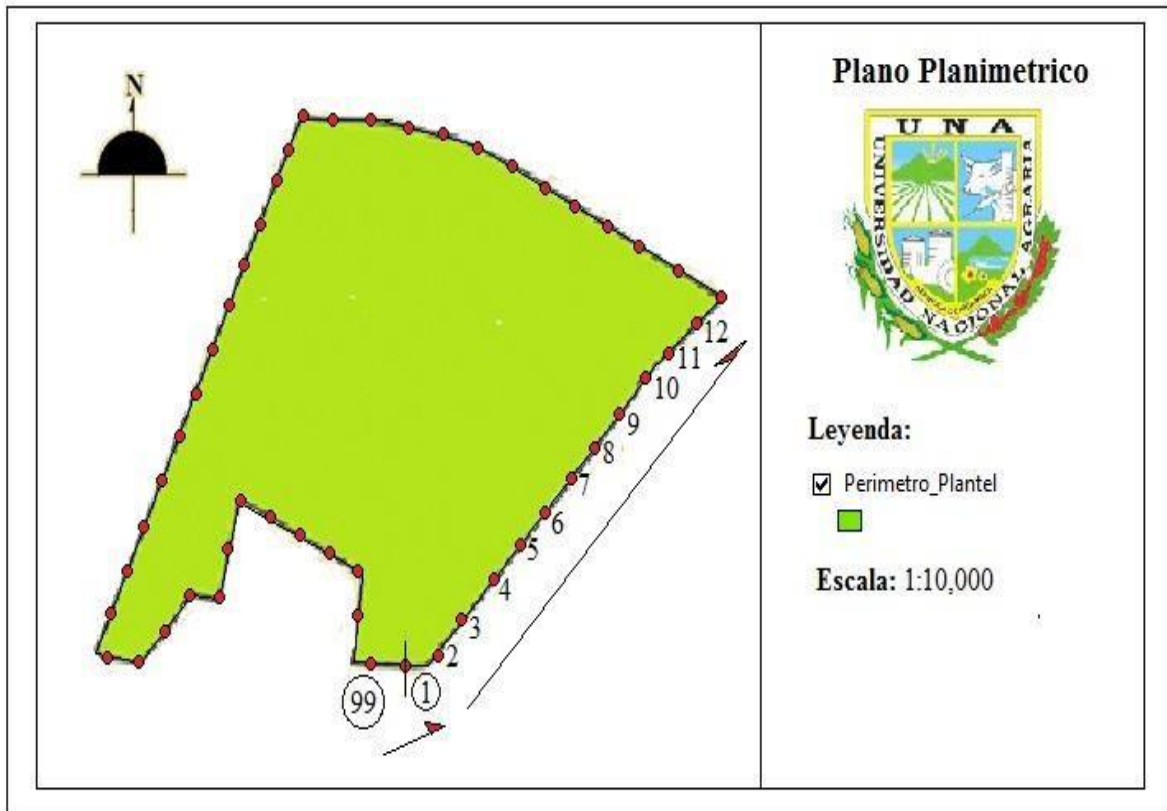 N
12
11
10
9
8
7
6
5
4
3
2
1
99
Plano Planimetrico
U N A
UNIVERSIDAD NACIONAL AGRARIA
Leyenda:
Perimetro_Plantel
Escala: 1:10,000